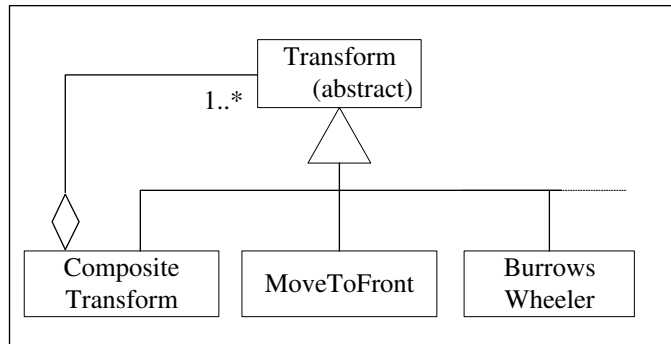 Transform
(abstract)
1..*
Composite
Transform
MoveToFront
Burrows
Wheeler